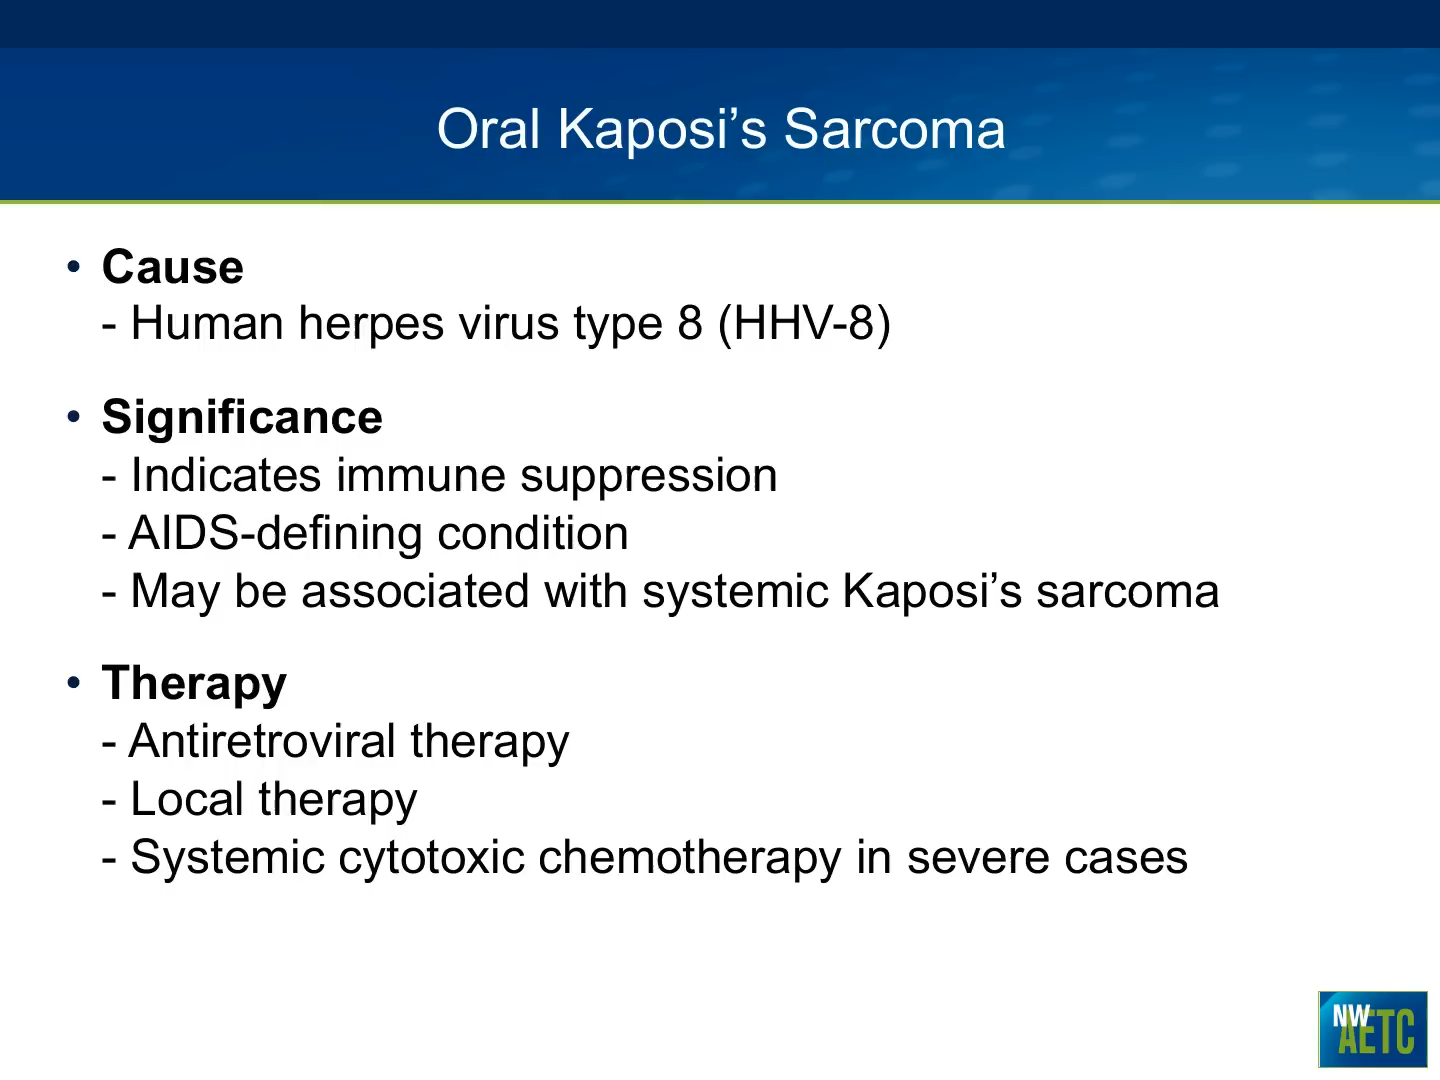 Oral Kaposi’s Sarcoma
• Cause
- Human herpes virus type 8 (HHV-8)
• Significance
- Indicates immune suppression
- AIDS-defining condition
- May be associated with systemic Kaposi’s sarcoma
• Therapy
- Antiretroviral therapy
- Local therapy
- Systemic cytotoxic chemotherapy in severe cases
NW
AETC